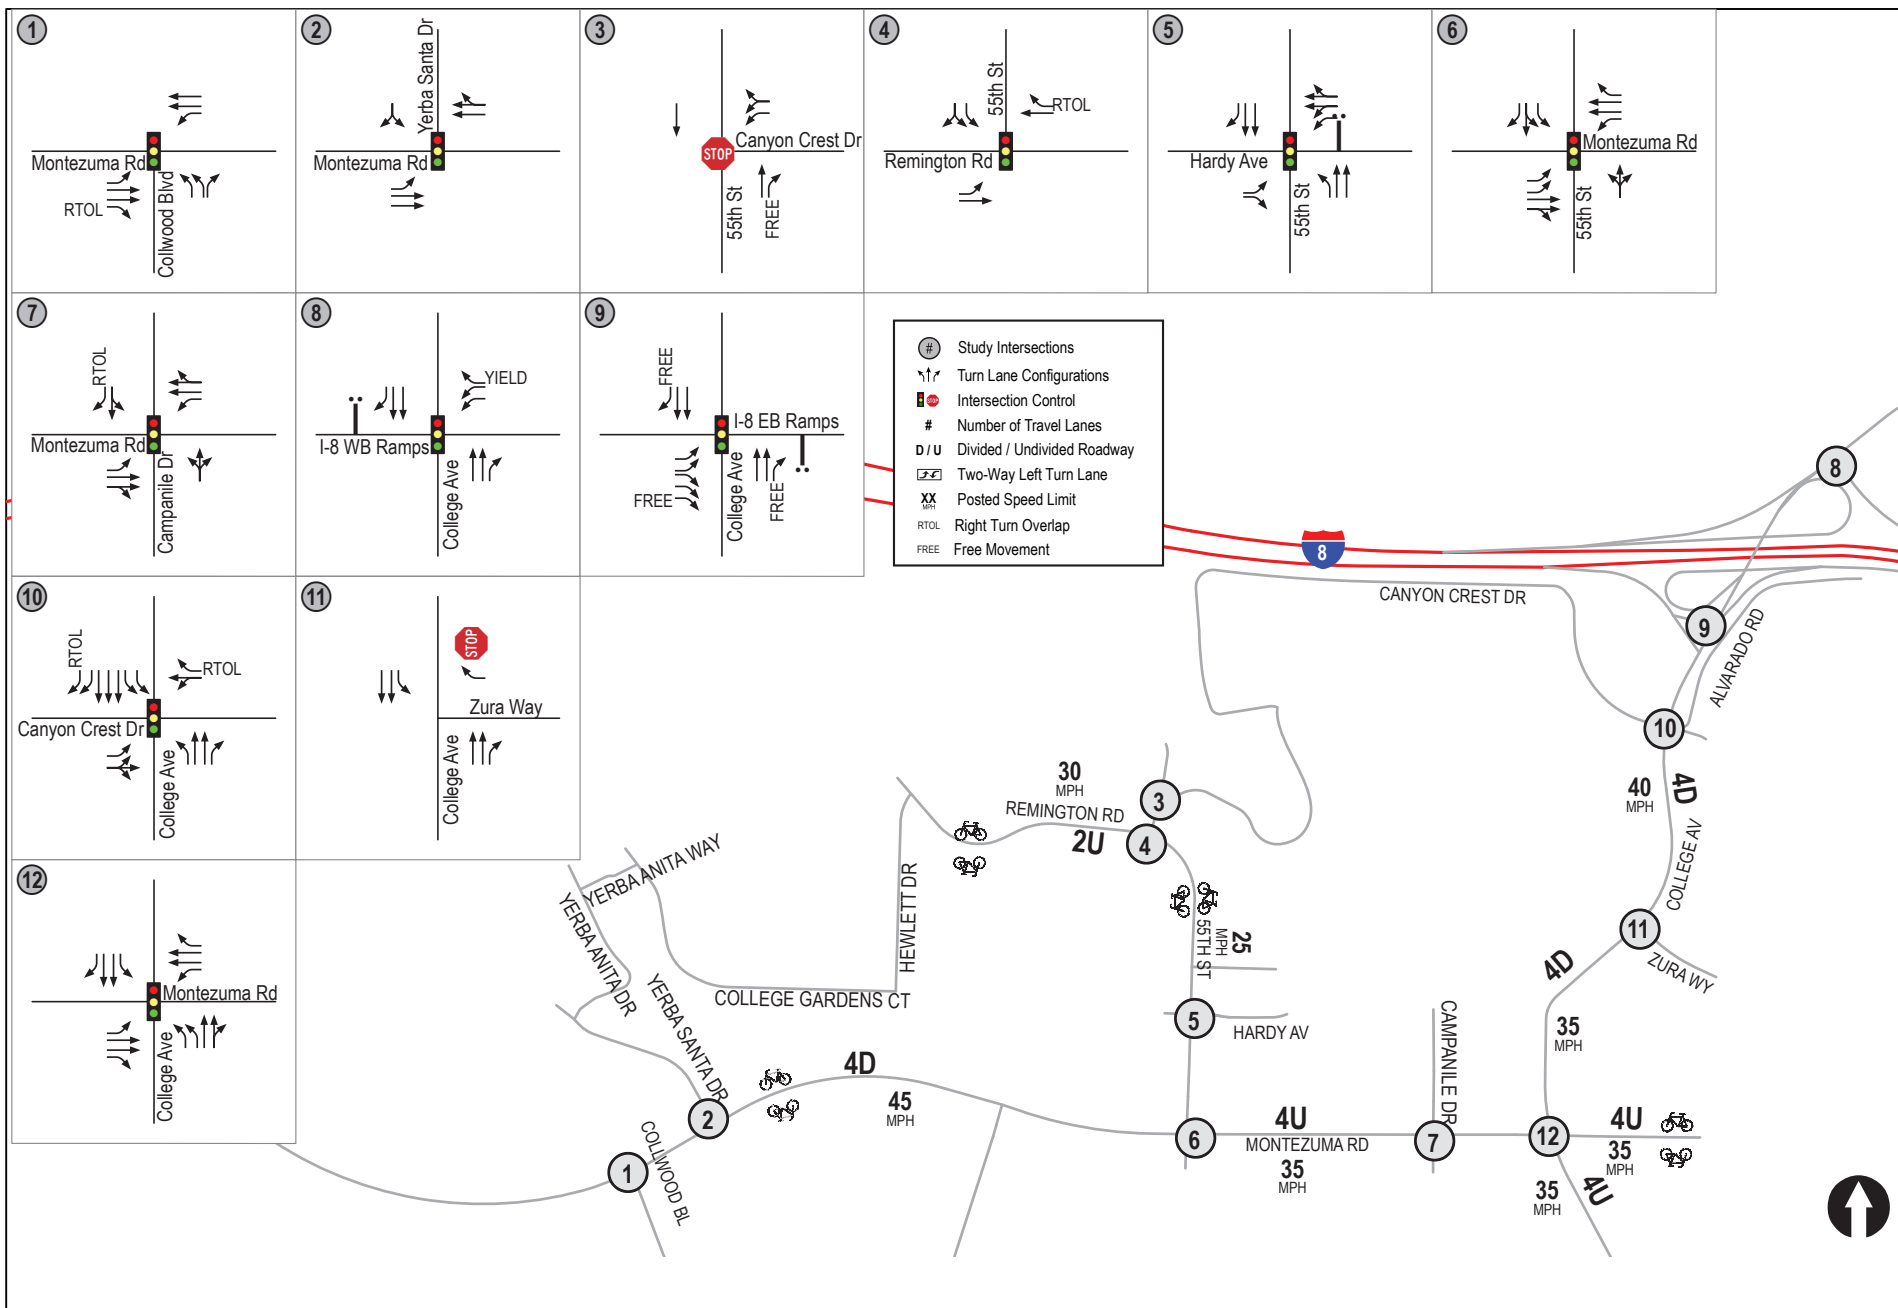 1
Montezuma Rd
Collwood Blvd
RTOL
2
Yerba Santa Dr
Montezuma Rd
3
STOP
Canyon Crest Dr
55th St
FREE
4
55th St
RTOL
Remington Rd
5
Hardy Ave
55th St
55th St
6
Montezuma Rd
55th St
7
RTOL
Montezuma Rd
Campanile Dr
8
YIELD
I-8 WB Ramps
College Ave
9
FREE
I-8 EB Ramps
FREE
College Ave
FREE
# Study Intersections
Turn Lane Configurations
STOP Intersection Control
# Number of Travel Lanes
D / U Divided / Undivided Roadway
Two-Way Left Turn Lane
XX MPH Posted Speed Limit
RTOL Right Turn Overlap
FREE Free Movement
10
RTOL
RTOL
Canyon Crest Dr
College Ave
11
STOP
Zura Way
College Ave
12
Montezuma Rd
College Ave
8
8
CANYON CREST DR
9
ALVARADO RD
10
30
MPH
REMINGTON RD
2U
3
4
40
MPH
4D
COLLEGE AV
YERBA ANITA WAY
YERBA ANITA DR
HEWLETT DR
55TH ST
25
MPH
11
ZURA WY
4D
COLLEGE GARDENS CT
YERBA SANTA DR
5
HARDY AV
CAMPANILE DR
35
MPH
4D
45
MPH
2
1
COLLWOOD BL
6
4U
MONTEZUMA RD
35
MPH
7
12
4U
35
MPH
35
MPH
4U